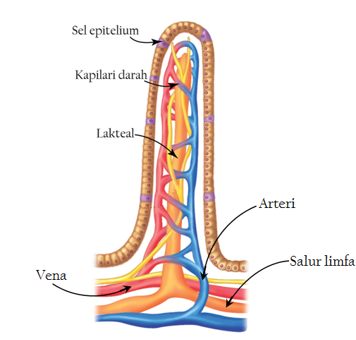 Sel epitelium
Kapilari darah
Lakteal
Arteri
Salur limfa
Vena